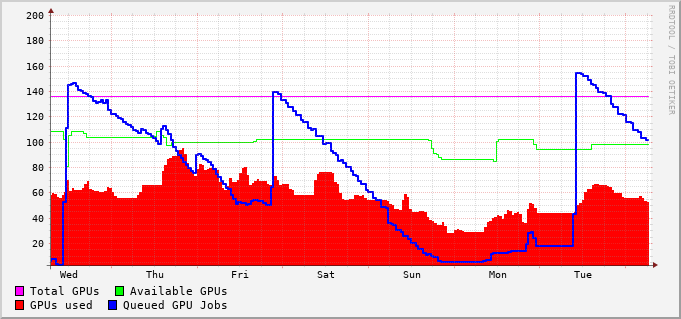 200
180
160
140
120
100
80
60
40
20
Wed Thu Fri Sat Sun Mon Tue
Total GPUs Available GPUs
GPUs used Queued GPU Jobs
RRDTOOL / TOBI OETIKER